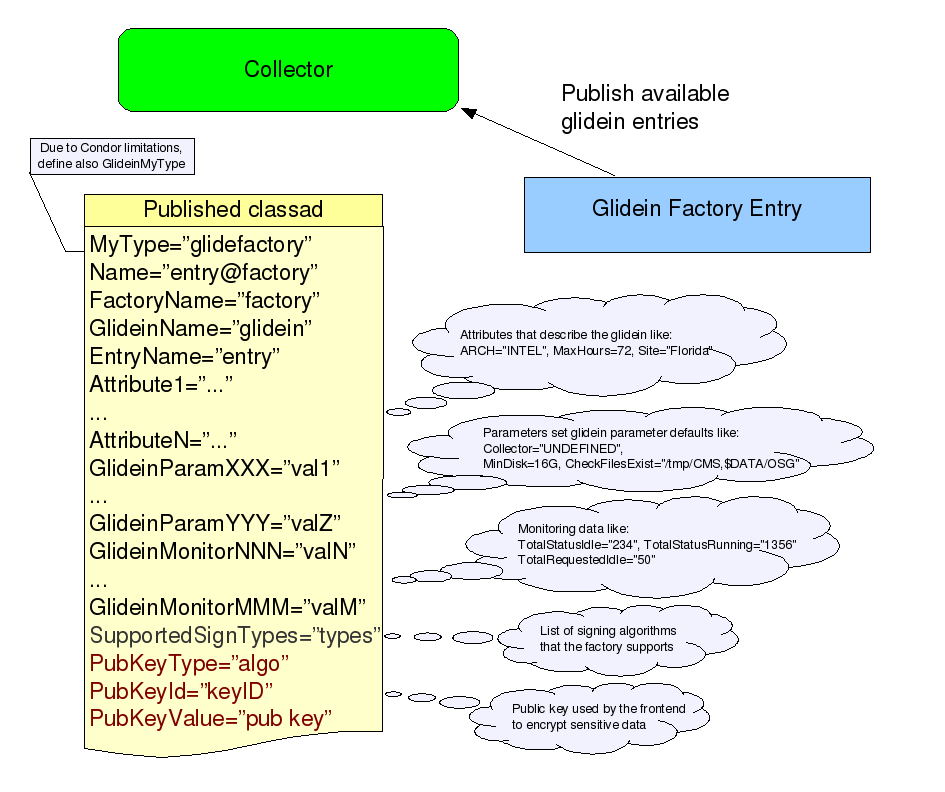 Collector
Publish available
glidein entries
Due to Condor limitations,
define also GlideinMyType
Glidein Factory Entry
Published classad
MyType=”glidefactory”
Name=”entry@factory”
FactoryName=”factory”
GlideinName=”glidein”
EntryName=”entry”
Attribute1=”...”
...
AttributeN=”...”
GlideinParamXXX=”val1”
...
GlideinParamYYY=”valZ”
GlideinMonitorNNN=”valN”
...
GlideinMonitorMMM=”valM”
SupportedSignTypes=”types”
PubKeyType=”algo”
PubKeyId=”keyID”
PubKeyValue=”pub key”
Attributes that describe the glidein like:
ARCH="INTEL", MaxHours=72, Site="Florida"
Parameters set glidein parameter defaults like:
Collector="UNDEFINED",
MinDisk=16G, CheckFilesExist="/tmp/CMS,$DATA/OSG"
Monitoring data like:
TotalStatusIdle="234", TotalStatusRunning="1356"
TotalRequestedIdle="50"
List of signing algorithms
that the factory supports
Public key used by the frontend
to encrypt sensitive data